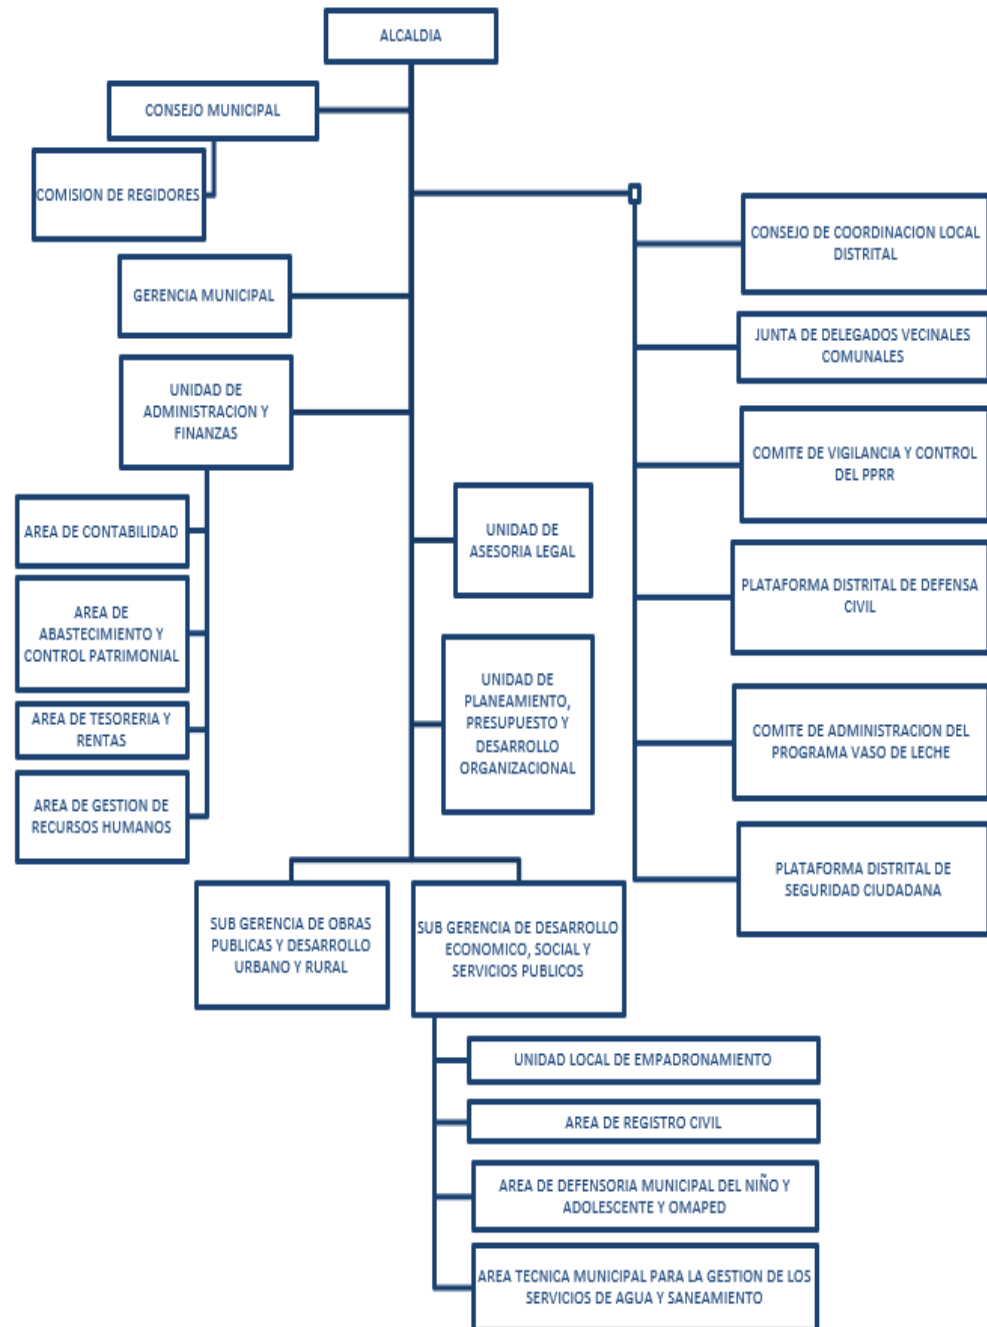 ALCALDIA
CONSEJO MUNICIPAL
COMISION DE REGIDORES
GERENCIA MUNICIPAL
UNIDAD DE
ADMINISTRACION Y
FINANZAS
AREA DE CONTABILIDAD
AREA DE
ABASTECIMIENTO Y
CONTROL PATRIMONIAL
AREA DE TESORERIA Y
RENTAS
AREA DE GESTION DE
RECURSOS HUMANOS
UNIDAD DE
ASESORIA LEGAL
UNIDAD DE
PLANEAMIENTO,
PRESUPUESTO Y
DESARROLLO
ORGANIZACIONAL
CONSEJO DE COORDINACION LOCAL
DISTRITAL
JUNTA DE DELEGADOS VECINALES
COMUNALES
COMITE DE VIGILANCIA Y CONTROL
DEL PPRR
PLATAFORMA DISTRITAL DE DEFENSA
CIVIL
COMITE DE ADMINISTRACION DEL
PROGRAMA VASO DE LECHE
PLATAFORMA DISTRITAL DE
SEGURIDAD CIUDADANA
SUB GERENCIA DE OBRAS
PUBLICAS Y DESARROLLO
URBANO Y RURAL
SUB GERENCIA DE DESARROLLO
ECONOMICO, SOCIAL Y
SERVICIOS PUBLICOS
UNIDAD LOCAL DE EMPADRONAMIENTO
AREA DE REGISTRO CIVIL
AREA DE DEFENSORIA MUNICIPAL DEL NIÑO Y
ADOLESCENTE Y OMAPED
AREA TECNICA MUNICIPAL PARA LA GESTION DE LOS
SERVICIOS DE AGUA Y SANEAMIENTO